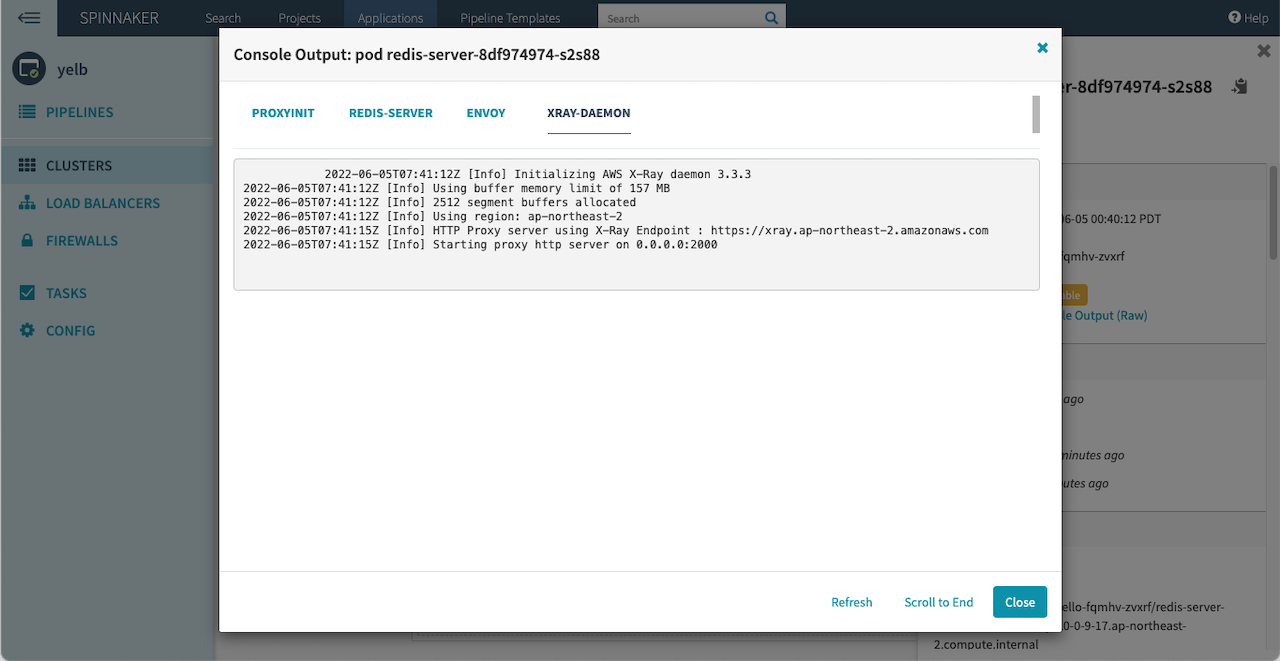 SPINNAKER
Search
Projects
Applications
Pipeline Templates
Search
Help
yelb
PIPELINES
CLUSTERS
LOAD BALANCERS
FIREWALLS
TASKS
CONFIG
Console Output: pod redis-server-8df974974-s2s88
PROXYINIT
REDIS-SERVER
ENVOY
XRAY-DAEMON
2022-06-05T07:41:12Z [Info] Initializing AWS X-Ray daemon 3.3.3
2022-06-05T07:41:12Z [Info] Using buffer memory limit of 157 MB
2022-06-05T07:41:12Z [Info] 2512 segment buffers allocated
2022-06-05T07:41:12Z [Info] Using region: ap-northeast-2
2022-06-05T07:41:15Z [Info] HTTP Proxy server using X-Ray Endpoint : https://xray.ap-northeast-2.amazonaws.com
2022-06-05T07:41:15Z [Info] Starting proxy http server on 0.0.0.0:2000
Refresh
Scroll to End
Close
r-8df974974-s2s88
06-05 00:40:12 PDT
fqmhv-zvxrf
Output (Raw)
ago
minutes ago
utes ago
ello-fqmhv-zvxrf/redis-server-
0-0-9-17.ap-northeast-
2.compute.internal